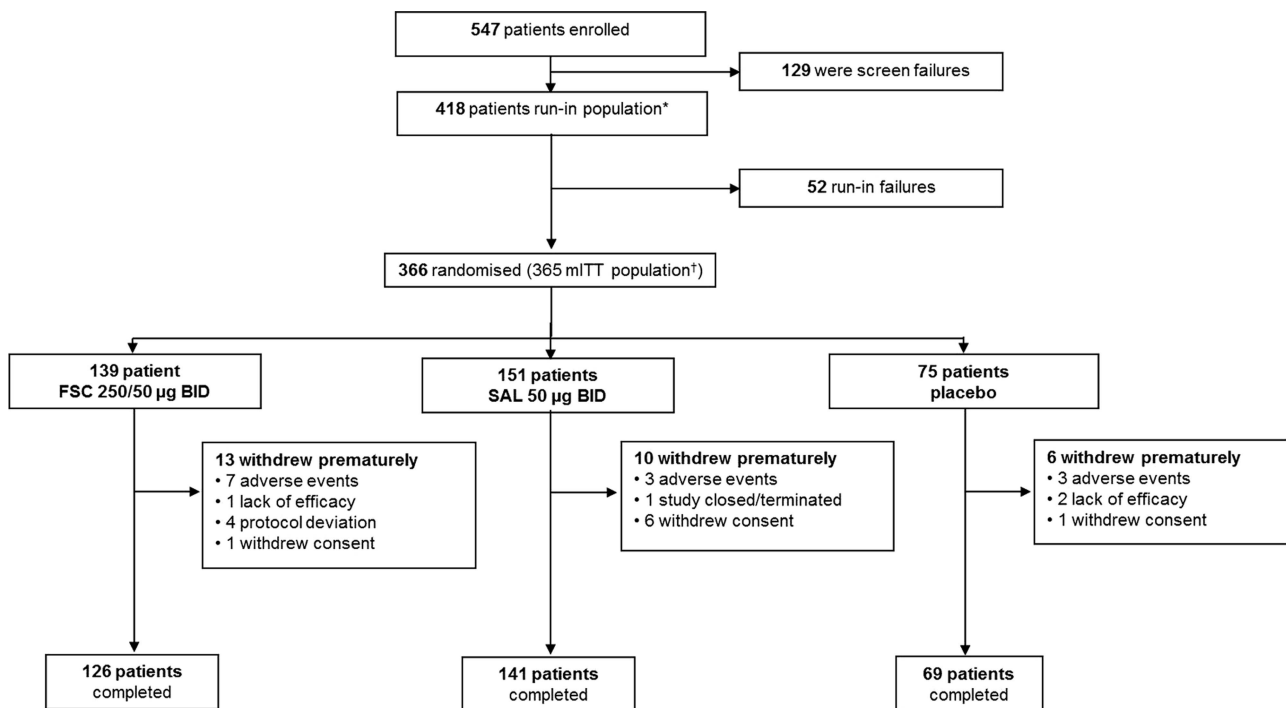 547 patients enrolled
129 were screen failures
418 patients run-in population*
52 run-in failures
366 randomised (365 mITT population†)
139 patient
FSC 250/50 µg BID
151 patients
SAL 50 µg BID
75 patients
placebo
13 withdrew prematurely
• 7 adverse events
• 1 lack of efficacy
• 4 protocol deviation
• 1 withdrew consent
10 withdrew prematurely
• 3 adverse events
• 1 study closed/terminated
• 6 withdrew consent
6 withdrew prematurely
• 3 adverse events
• 2 lack of efficacy
• 1 withdrew consent
126 patients
completed
141 patients
completed
69 patients
completed